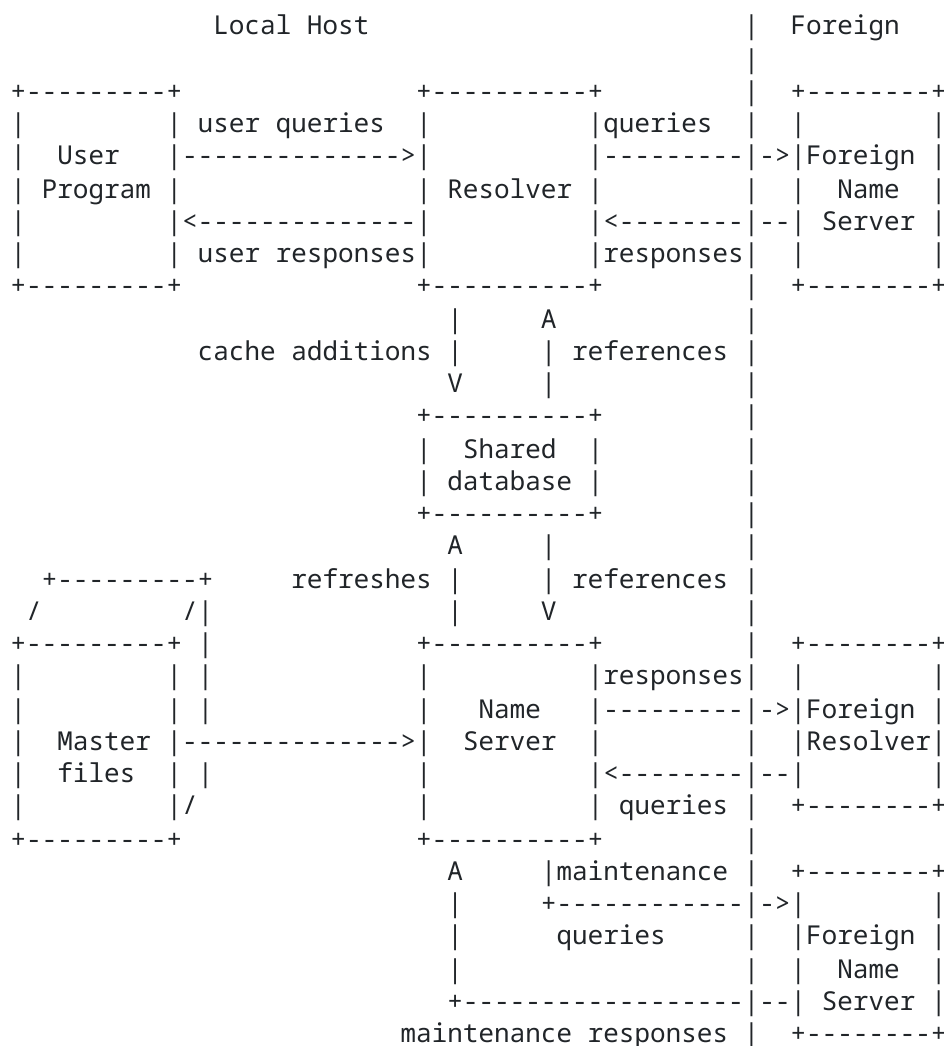 Local Host | Foreign
|
+---------+ +----------+ | +--------+
| | user queries | |queries | | |
| User |-------------->| |---------|->|Foreign |
| Program | | Resolver | | | Name |
| |<--------------| |<--------|--| Server |
| | user responses| |responses| | |
+---------+ +----------+ | +--------+
| A |
cache additions | | references |
V | |
+----------+ |
| Shared | |
| database | |
+----------+ |
A | |
+---------+ refreshes | | references |
/ /| | V |
+---------+ | +----------+ | +--------+
| | | | |responses| | |
| | | | Name |---------|->|Foreign |
| Master |-------------->| Server | | |Resolver|
| files | | | |<--------|--| |
| |/ | | queries | +--------+
+---------+ +----------+ |
A |maintenance | +--------+
| +------------|->| |
| queries | |Foreign |
| | | Name |
+------------------|--| Server |
maintenance responses | +--------+